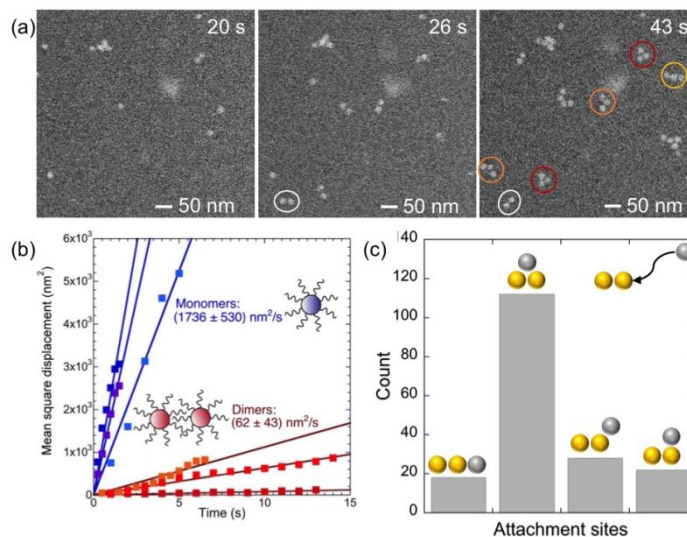 (a)
20 s
26 s
43 s
50 nm
50 nm
50 nm
(b)
Mean square displacement (nm²)
6x10³
5x10³
4x10³
3x10³
2x10³
1x10³
0
0
5
10
15
Time (s)
Monomers:
(1736 ± 530) nm²/s
Dimers:
(62 ± 43) nm²/s
(c)
Count
40
120
100
80
60
40
20
0
Attachment sites